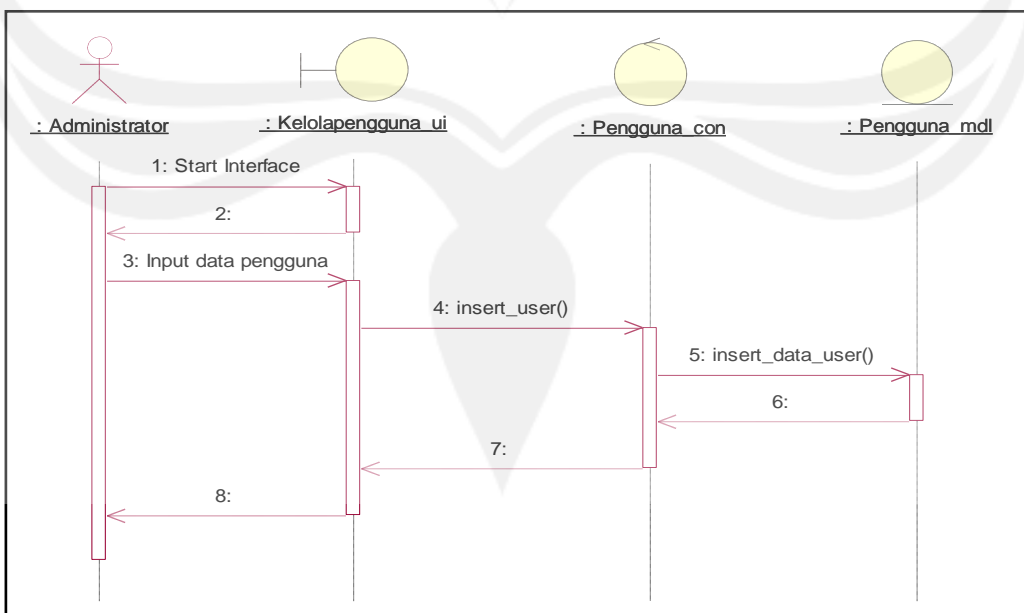 : Administrator
: Kelolapengguna_ui
: Pengguna_con
: Pengguna_mdl
1: Start Interface
2:
3: Input data pengguna
4: insert_user()
5: insert_data_user()
6:
7:
8: